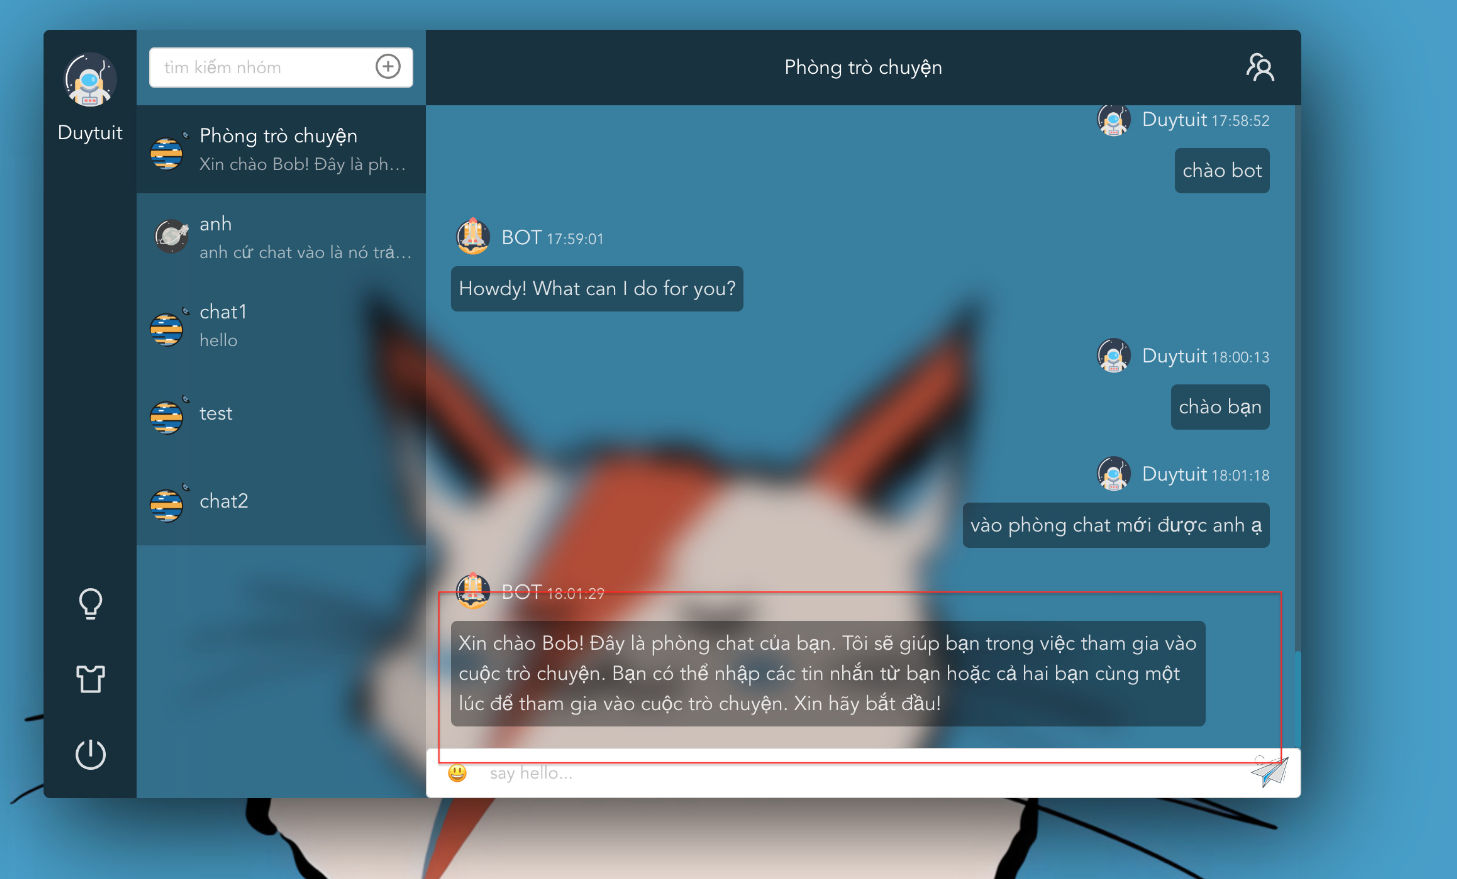 Duytuit
tìm kiếm nhóm
Phòng trò chuyện
Xin chào Bob! Đây là ph...
anh
anh cứ chat vào là nó trả...
chat1
hello
test
chat2
Phòng trò chuyện
Duytuit 17:58:52
chào bot
BOT 17:59:01
Howdy! What can I do for you?
Duytuit 18:00:13
chào bạn
Duytuit 18:01:18
vào phòng chat mới được anh ạ
BOT 18:01:29
Xin chào Bob! Đây là phòng chat của bạn. Tôi sẽ giúp bạn trong việc tham gia vào
cuộc trò chuyện. Bạn có thể nhập các tin nhắn từ bạn hoặc cả hai bạn cùng một
lúc để tham gia vào cuộc trò chuyện. Xin hãy bắt đầu!
say hello...